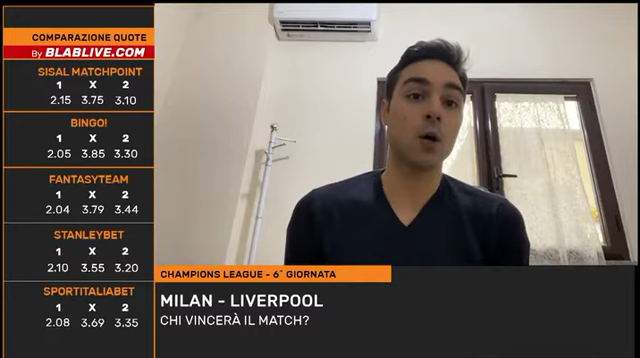 COMPARAZIONE QUOTE
By BLABLIVE.COM
SISAL MATCHPOINT
1 X 2
2.15 3.75 3.10
BINGO!
1 X 2
2.05 3.85 3.30
FANTASYTEAM
1 X 2
2.04 3.79 3.44
STANLEYBET
1 X 2
2.10 3.55 3.20
SPORTITALIABET
1 X 2
2.08 3.69 3.35
CHAMPIONS LEAGUE - 6^ GIORNATA
MILAN - LIVERPOOL
CHI VINCERÀ IL MATCH?